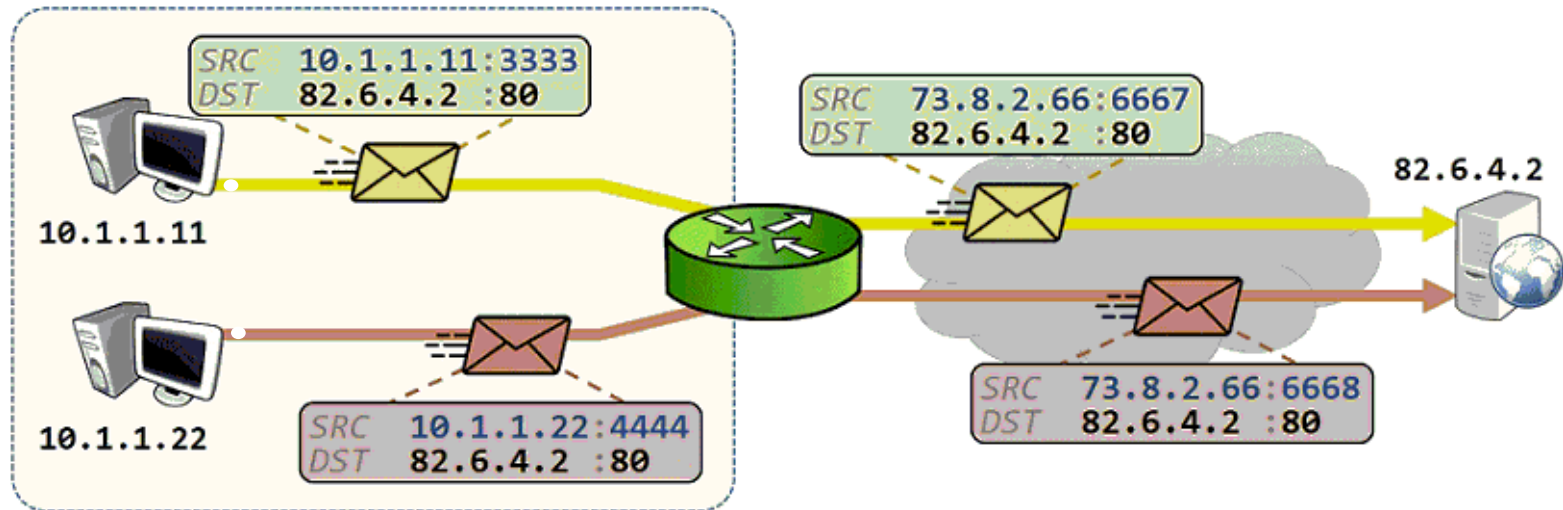 SRC 10.1.1.11:3333
DST 82.6.4.2 :80
10.1.1.11
SRC 10.1.1.22:4444
DST 82.6.4.2 :80
10.1.1.22
SRC 73.8.2.66:6667
DST 82.6.4.2 :80
82.6.4.2
SRC 73.8.2.66:6668
DST 82.6.4.2 :80